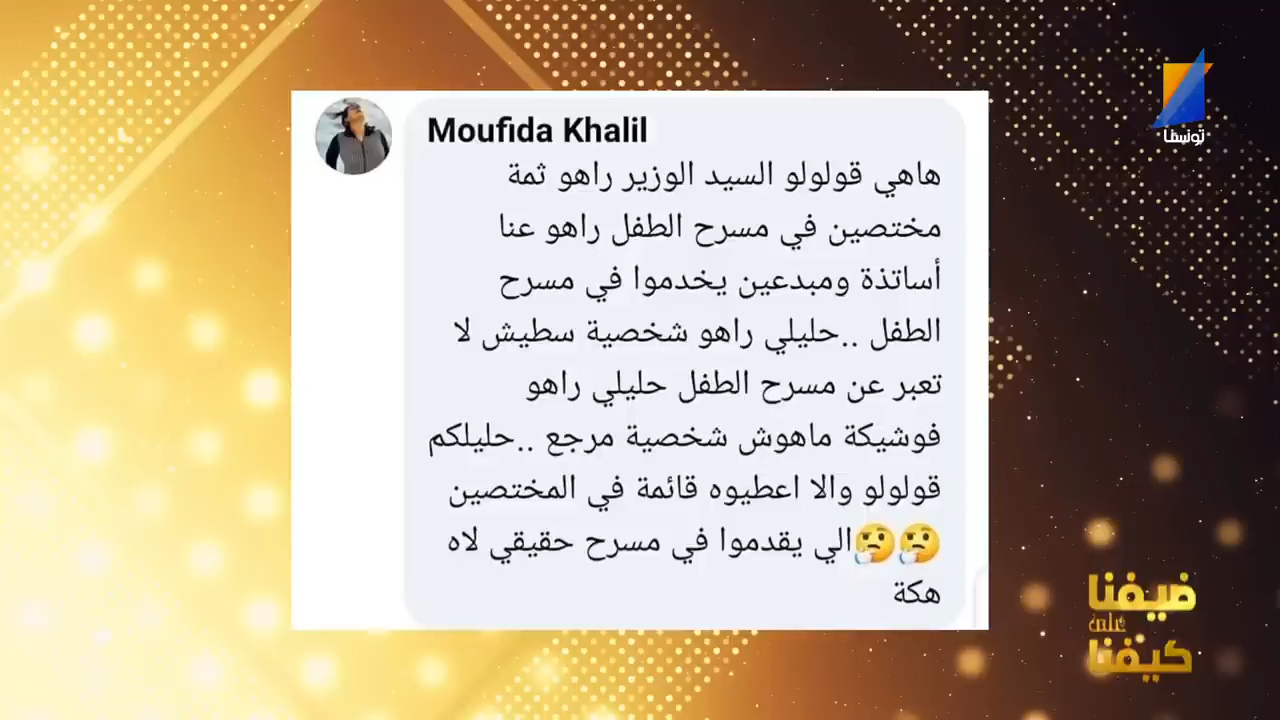 Moufida Khalil
هاهي قولولو السيد الوزير راهو ثمة
مختصين في مسرح الطفل راهو عنا
أساتذة ومبدعين يخدموا في مسرح
الطفل ..حليلي راهو شخصية سطيش لا
تعبر عن مسرح الطفل حليلي راهو
فوشيكة ماهوش شخصية مرجع ..حليلكم
قولولو والا اعطيوه قائمة في المختصين
الي يقدموا في مسرح حقيقي لاه
هكة
تونسنا
ضيفنا
على
كيفنا